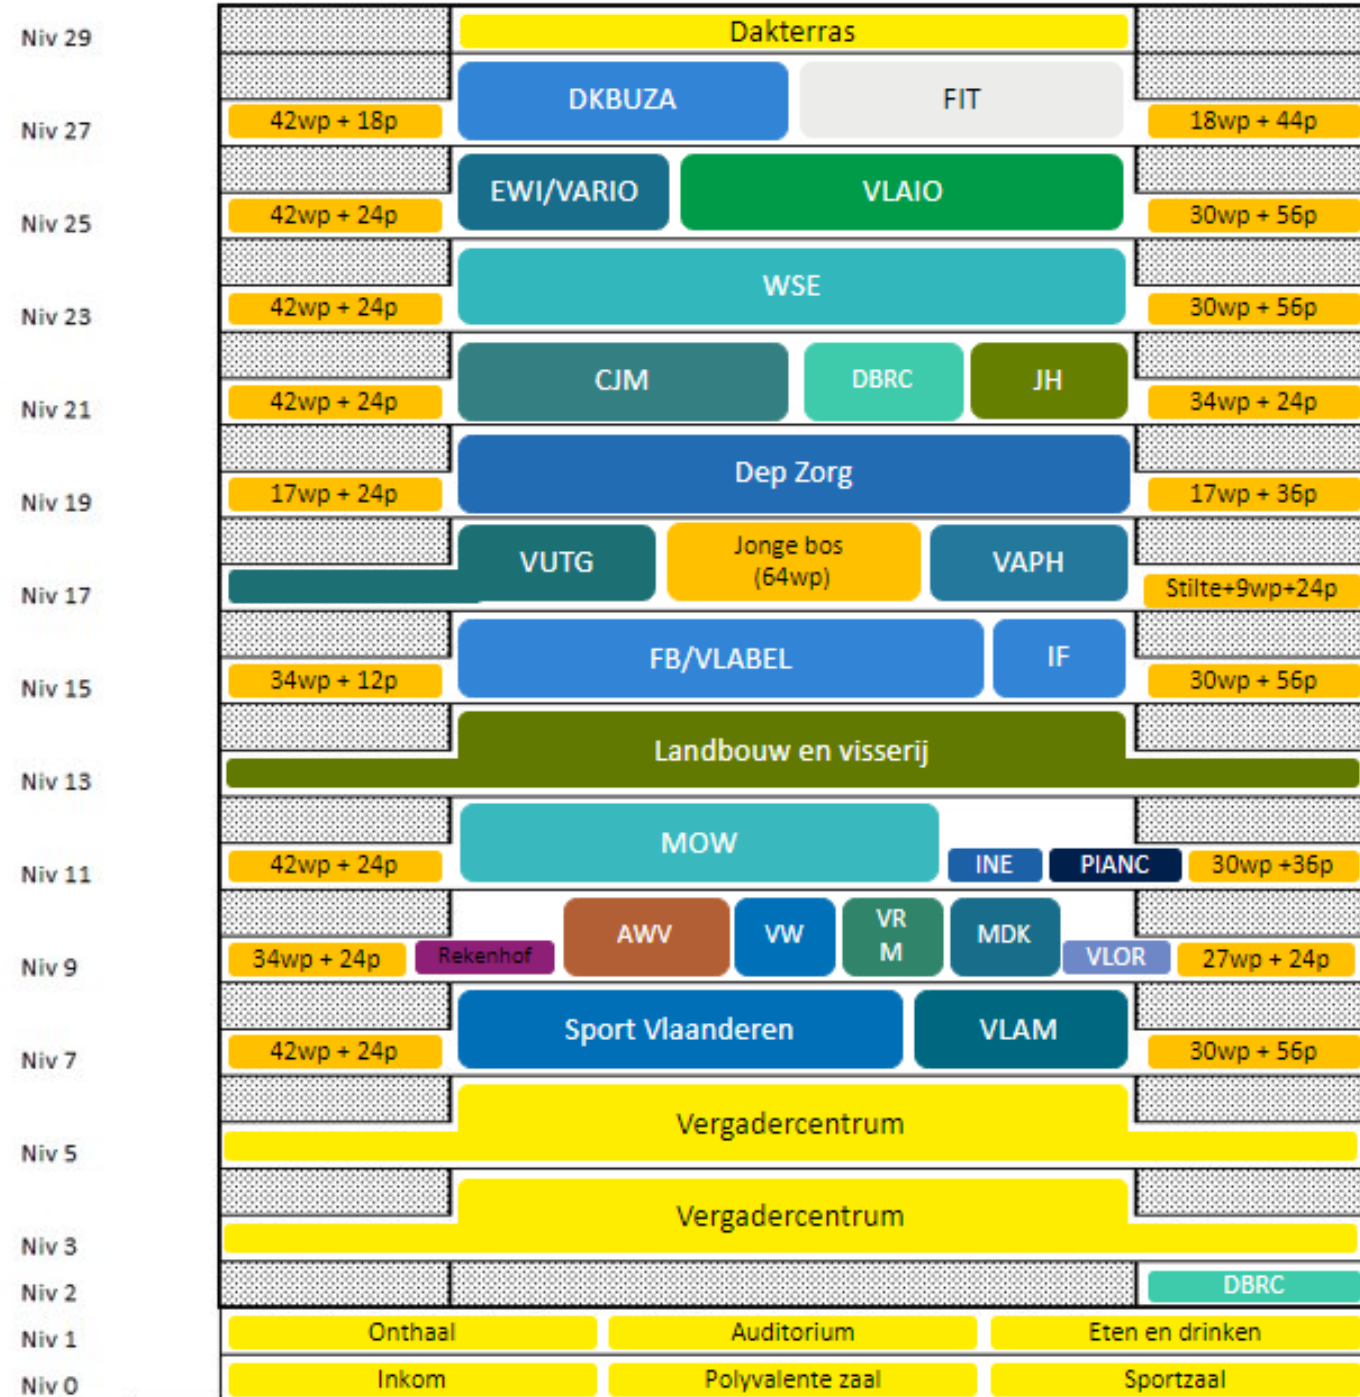 Niv 29
Dakterras
DKBUZA
FIT
Niv 27
42wp + 18p
18wp + 44p
EWI/VARIO
VLAIO
Niv 25
42wp + 24p
30wp + 56p
WSE
Niv 23
42wp + 24p
30wp + 56p
CJM
DBRC
JH
Niv 21
42wp + 24p
34wp + 24p
Dep Zorg
Niv 19
17wp + 24p
17wp + 36p
VUTG
Jonge bos
(64wp)
VAPH
Niv 17
Stilte+9wp+24p
FB/VLABEL
IF
Niv 15
34wp + 12p
30wp + 56p
Landbouw en visserij
Niv 13
MOW
Niv 11
42wp + 24p
INE
PIANC
30wp +36p
AWV
VW
VR
M
MDK
Niv 9
34wp + 24p
Rekenhof
VLOR
27wp + 24p
Sport Vlaanderen
VLAM
Niv 7
42wp + 24p
30wp + 56p
Vergadercentrum
Niv 5
Vergadercentrum
Niv 3
Niv 2
DBRC
Niv 1
Onthaal
Auditorium
Eten en drinken
Niv 0
Inkom
Polyvalente zaal
Sportzaal